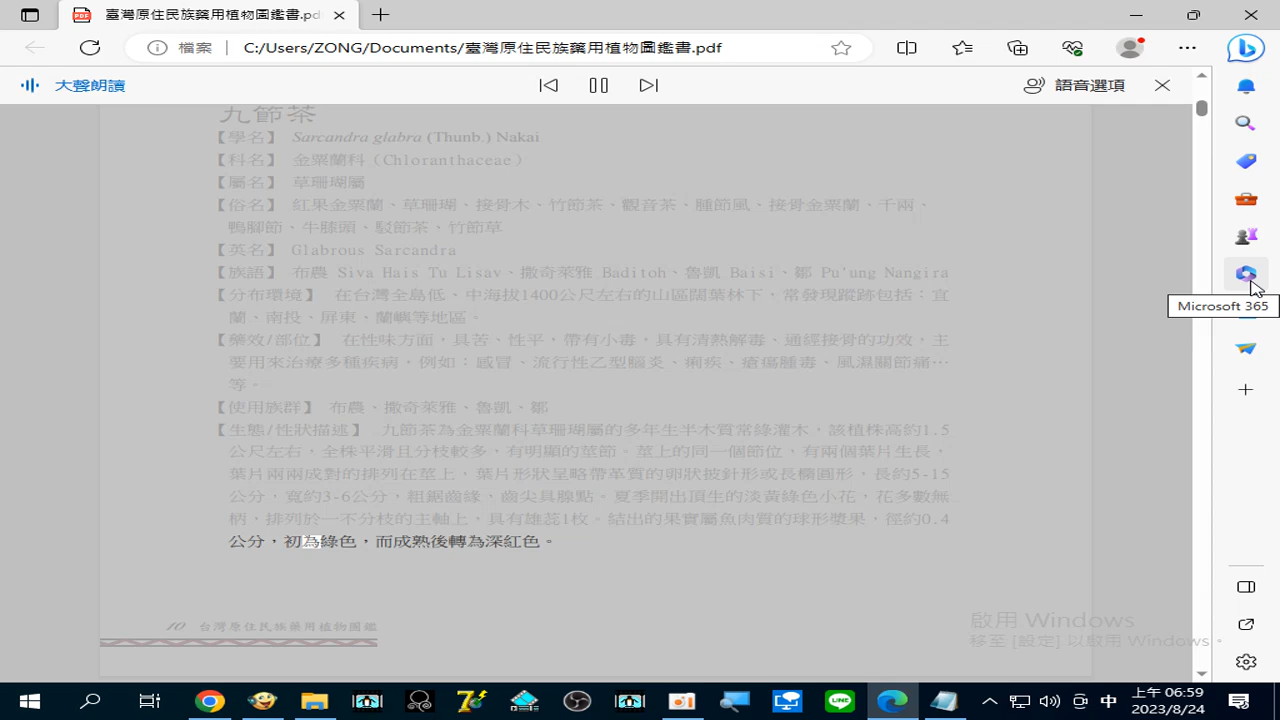 臺灣原住民族藥用植物圖鑑書.pdf
檔案
C:/Users/ZONG/Documents/臺灣原住民族藥用植物圖鑑書.pdf
大聲朗讀
語音選項
九節茶
【學名】 Sarcandra glabra (Thunb.) Nakai
【科名】 金粟蘭科（Chloranthaceae）
【屬名】 草珊瑚屬
【俗名】 紅果金粟蘭、草珊瑚、接骨木、竹節茶、觀音茶、腫節風、接骨金粟蘭、千兩、
鴨腳節、牛膝頭、駁節茶、竹節草
【英名】 Glabrous Sarcandra
【族語】 布農 Siva Hais Tu Lisav、撒奇萊雅 Baditoh、魯凱 Baisi、鄒 Pu'ung Nangira
【分布環境】 在台灣全島低、中海拔1400公尺左右的山區闊葉林下、常發現蹤跡包括：宜
蘭、南投、屏東、蘭嶼等地區。
【藥效/部位】 在性味方面，具苦、性平，帶有小毒，具有清熱解毒、通經接骨的功效，主
要用來治療多種疾病，例如：感冒、流行性乙型腦炎、痢疾、瘡瘍腫毒、風濕關節痛…
等。
【使用族群】 布農、撒奇萊雅、魯凱、鄒
【生態/性狀描述】 九節茶為金粟蘭科草珊瑚屬的多年生半木質常綠灌木，該植株高約1.5
公尺左右，全株平滑且分枝較多，有明顯的莖節。莖上的同一個節位，有兩個葉片生長，
葉片兩兩成對的排列在莖上，葉片形狀呈略帶革質的卵狀披針形或長橢圓形，長約5-15
公分，寬約3-6公分，粗鋸齒緣，齒尖具腺點。夏季開出頂生的淡黃綠色小花，花多數無
柄，排列於一不分枝的主軸上，具有雄蕊1枚。結出的果實屬魚肉質的球形漿果，徑約0.4
公分，初為綠色，而成熟後轉為深紅色。
10 台灣原住民族藥用植物圖鑑
Microsoft 365
啟用 Windows
移至 [設定] 以啟用 Windows。
中
上午 06:59
2023/8/24